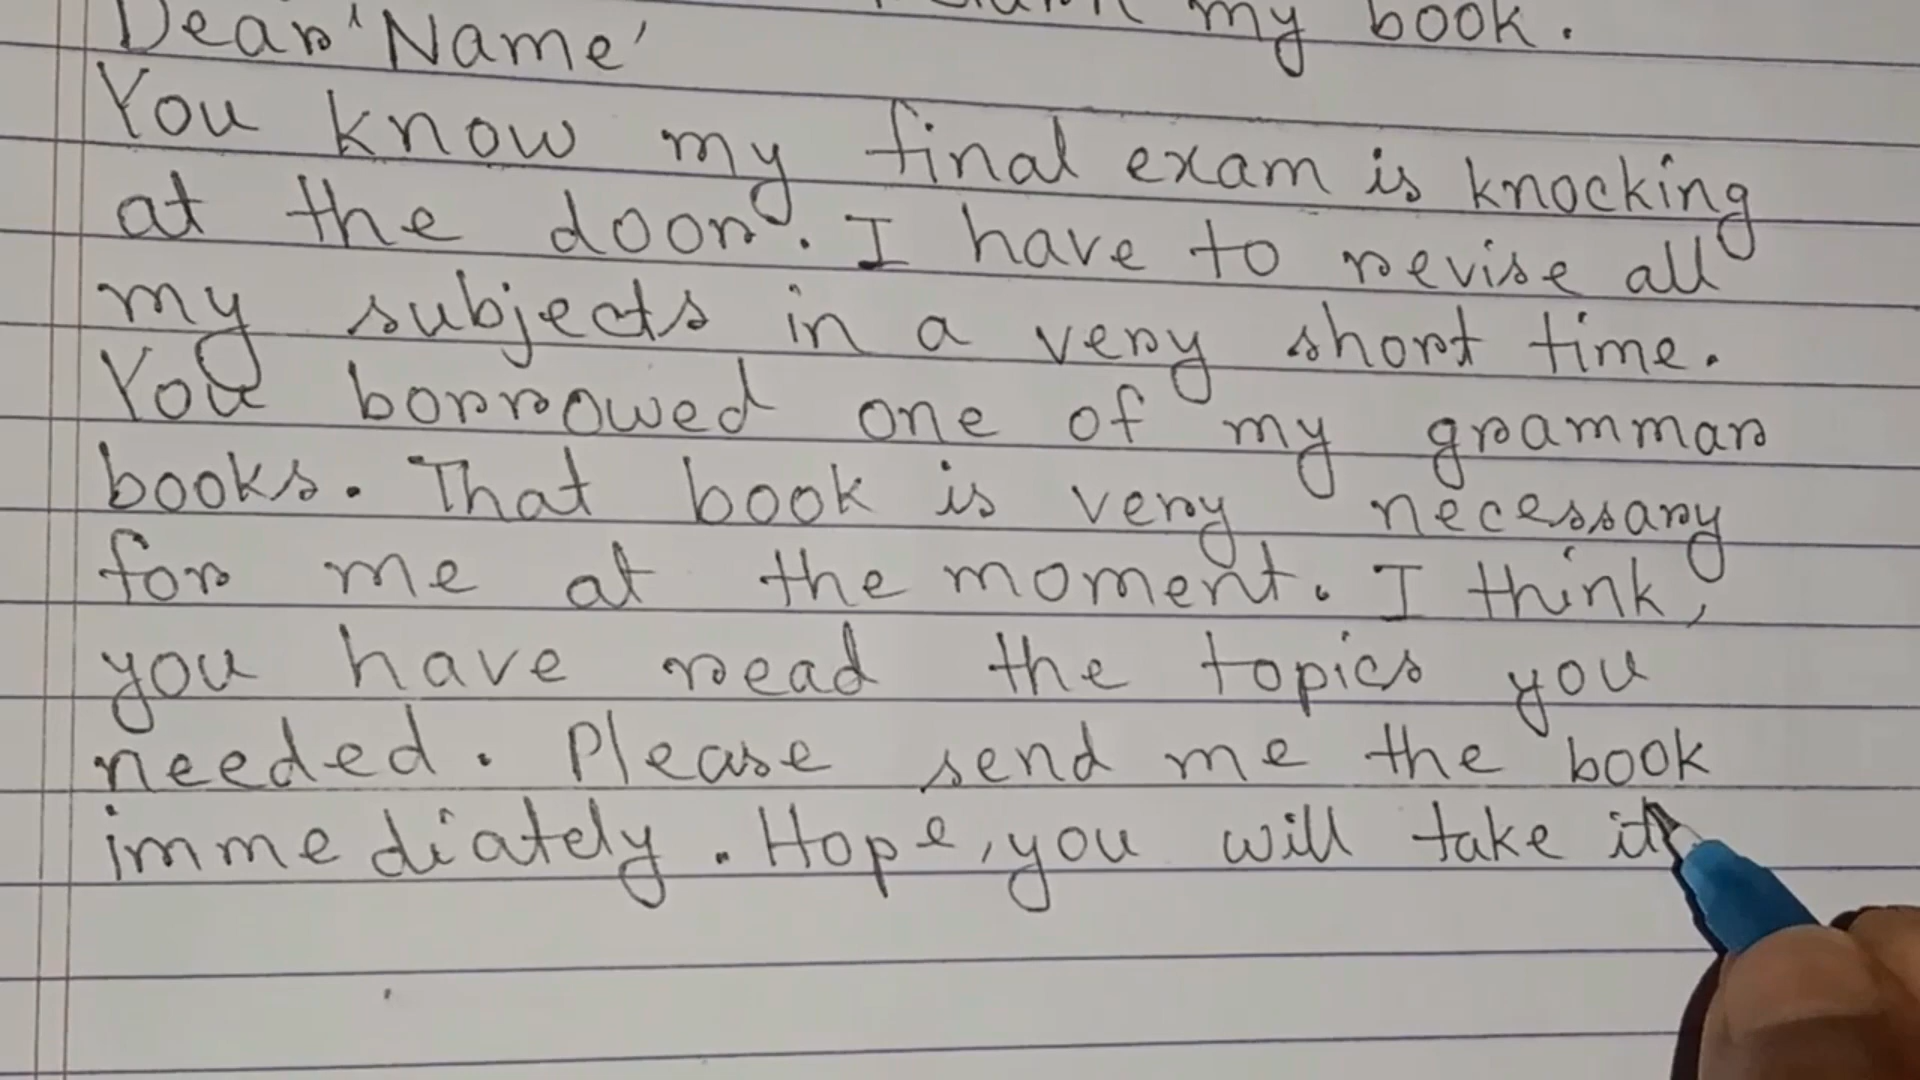 my book.
Dear 'Name'
You know my final exam is knocking
at the door. I have to revise all
my subjects in a very short time.
You borrowed one of my grammar
books. That book is very necessary
for me at the moment. I think,
you have read the topics you
needed. Please send me the book
immediately. Hope, you will take it